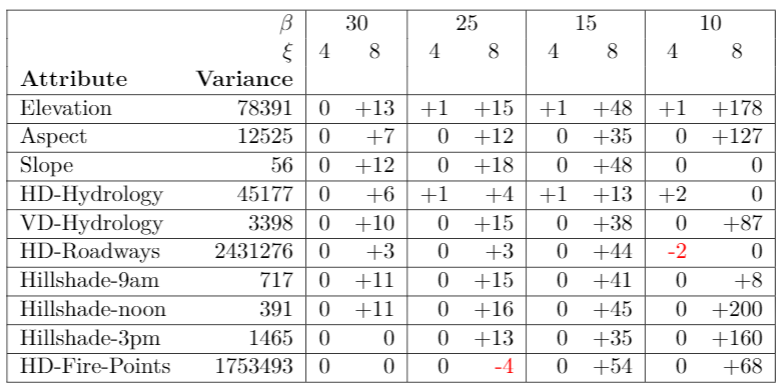 β 30 25 15 10
ξ 4 8 4 8 4 8 4 8
Attribute Variance
Elevation 78391 0 +13 +1 +15 +1 +48 +1 +178
Aspect 12525 0 +7 0 +12 0 +35 0 +127
Slope 56 0 +12 0 +18 0 +48 0 0
HD-Hydrology 45177 0 +6 +1 +4 +1 +13 +2 0
VD-Hydrology 3398 0 +10 0 +15 0 +38 0 +87
HD-Roadways 2431276 0 +3 0 +3 0 +44 -2 0
Hillshade-9am 717 0 +11 0 +15 0 +41 0 +8
Hillshade-noon 391 0 +11 0 +16 0 +45 0 +200
Hillshade-3pm 1465 0 0 0 +13 0 +35 0 +160
HD-Fire-Points 1753493 0 0 0 -4 0 +54 0 +68